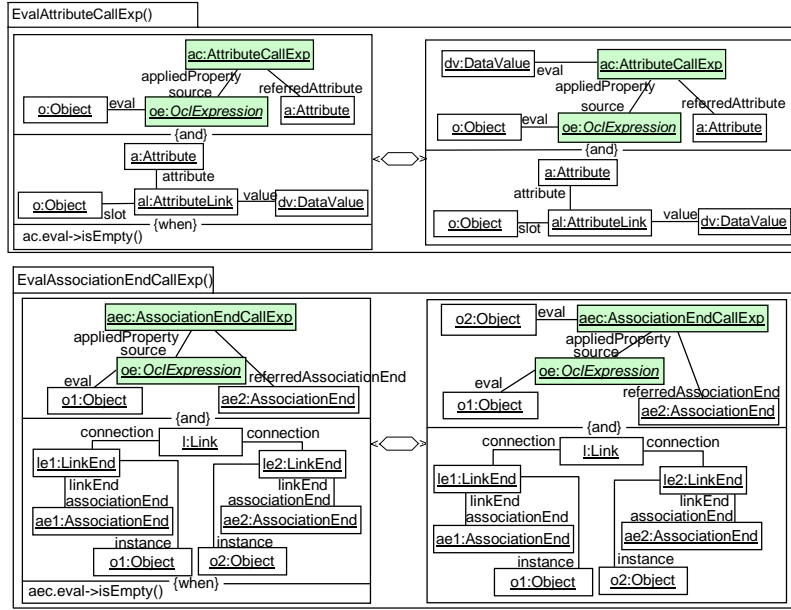 EvalAttributeCallExp()
ac:AttributeCallExp
appliedProperty
source
referredAttribute
eval
o:Object
oe:OclExpression
a:Attribute
{and}
a:Attribute
attribute
o:Object
slot
al:AttributeLink
value
dv:DataValue
{when}
ac.eval->isEmpty()
dv:DataValue
eval
ac:AttributeCallExp
appliedProperty
source
referredAttribute
eval
o:Object
oe:OclExpression
a:Attribute
{and}
a:Attribute
attribute
o:Object
slot
al:AttributeLink
value
dv:DataValue
EvalAssociationEndCallExp()
aec:AssociationEndCallExp
appliedProperty
source
oe:OclExpression
eval
referredAssociationEnd
o1:Object
ae2:AssociationEnd
{and}
connection
l:Link
connection
le1:LinkEnd
le2:LinkEnd
linkEnd
linkEnd
associationEnd
associationEnd
ae1:AssociationEnd
ae2:AssociationEnd
instance
instance
o1:Object
o2:Object
{when}
aec.eval->isEmpty()
o2:Object
eval
aec:AssociationEndCallExp
appliedProperty
source
oe:OclExpression
eval
referredAssociationEnd
o1:Object
ae2:AssociationEnd
{and}
connection
l:Link
connection
le1:LinkEnd
le2:LinkEnd
linkEnd
linkEnd
associationEnd
associationEnd
ae1:AssociationEnd
ae2:AssociationEnd
instance
instance
o1:Object
o2:Object